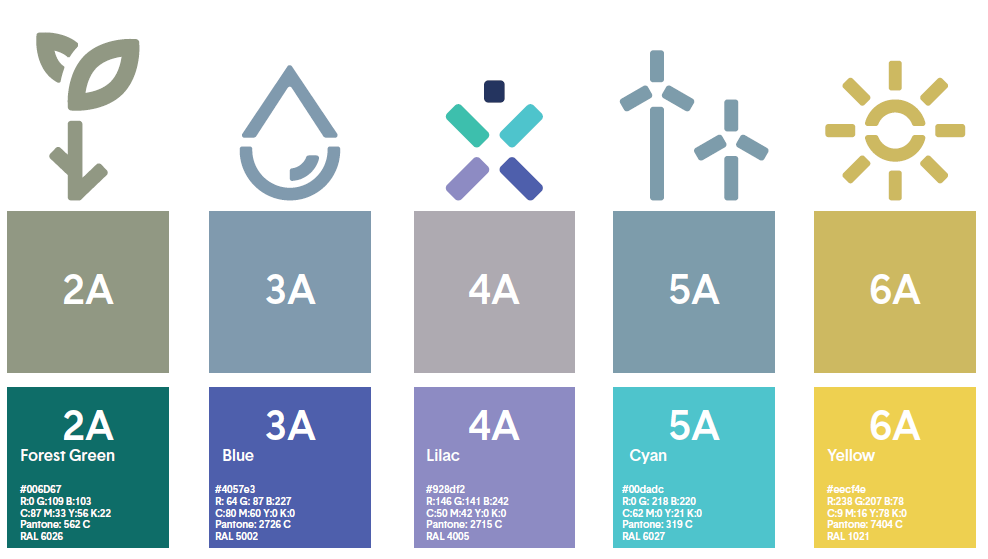 2A
3A
4A
5A
6A
2A
Forest Green
#006D67
R:0 G:109 B:103
C:87 M:33 Y:56 K:22
Pantone: 562 C
RAL 6026
3A
Blue
#4057e3
R: 64 G: 87 B:227
C:80 M:60 Y:0 K:0
Pantone: 2726 C
RAL 5002
4A
Lilac
#928df2
R:146 G:141 B:242
C:50 M:42 Y:0 K:0
Pantone: 2715 C
RAL 4005
5A
Cyan
#00dadc
R:0 G: 218 B:220
C:62 M:0 Y:21 K:0
Pantone: 319 C
RAL 6027
6A
Yellow
#eecf4e
R:238 G:207 B:78
C:9 M:16 Y:78 K:0
Pantone: 7404 C
RAL 1021